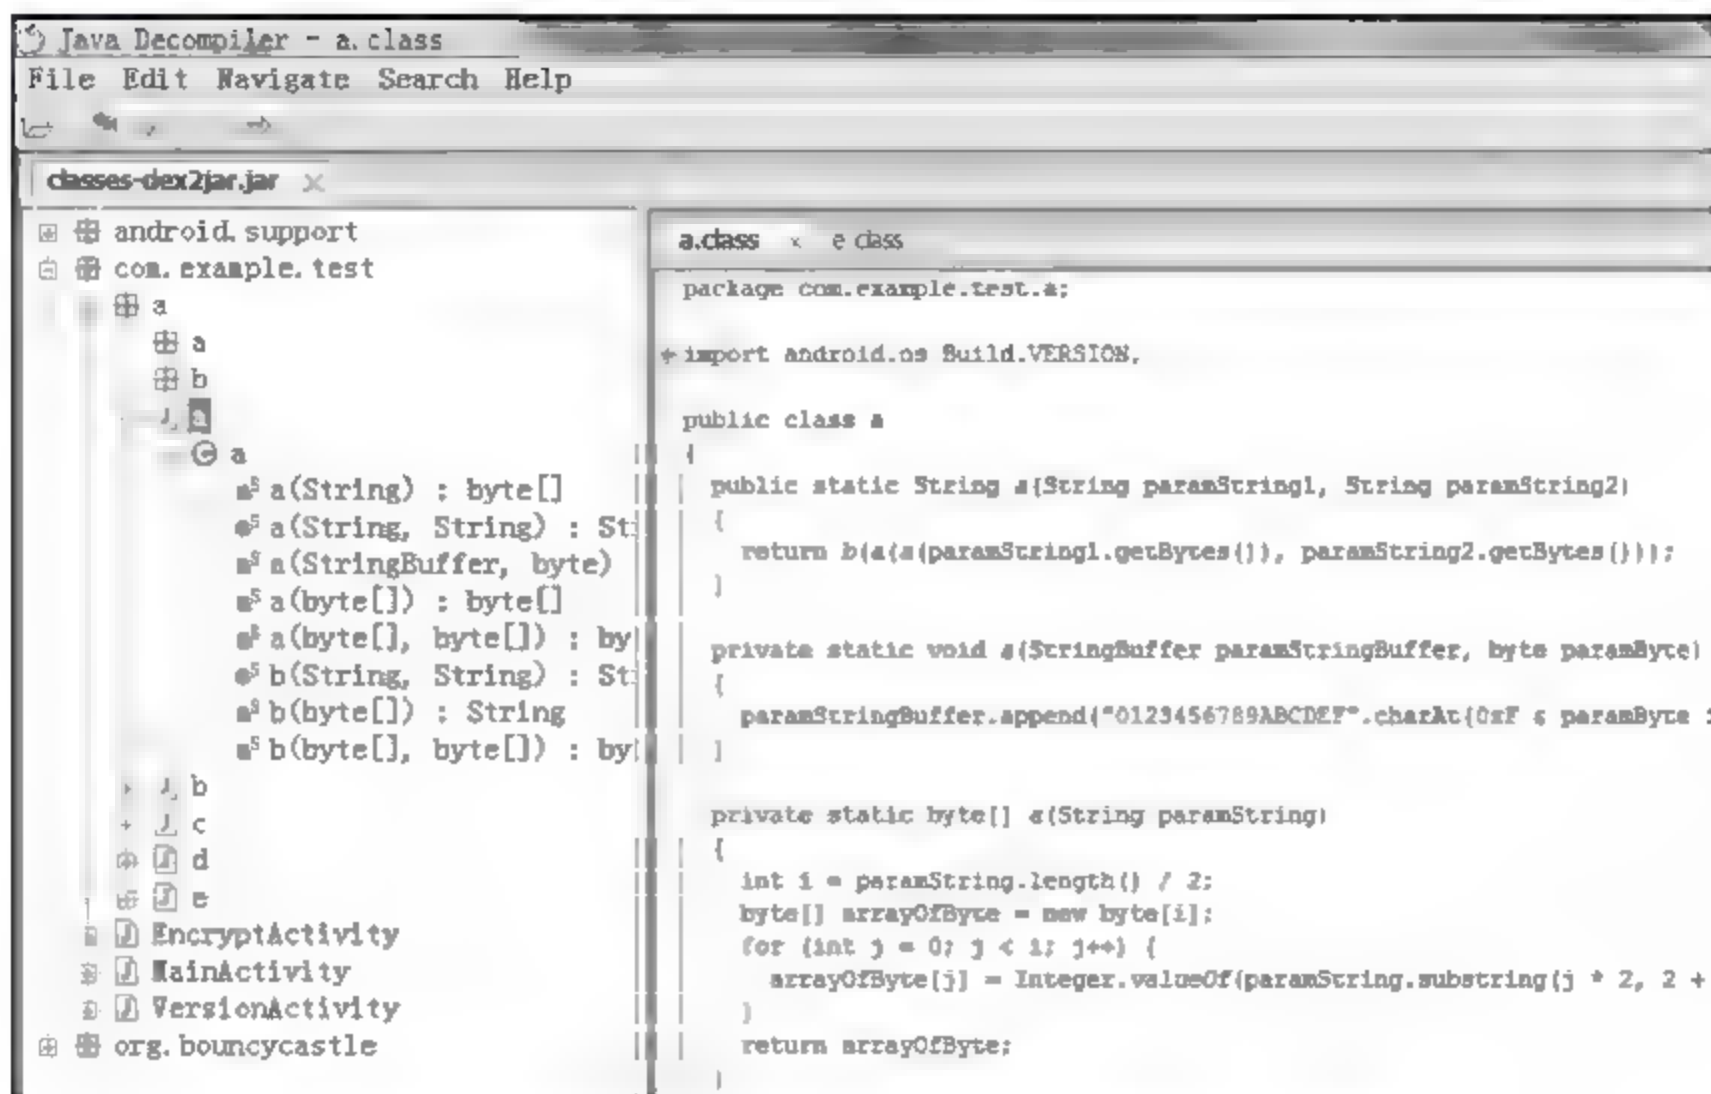 Java Decompiler - a.class
File Edit Navigate Search Help
classes-dex2jar.jar
android.support
com.example.test
a
a
b
a
a
a(String) : byte[]
a(String, String) : St
a(StringBuffer, byte)
a(byte[]) : byte[]
a(byte[], byte[]) : by
b(String, String) : St
b(byte[]) : String
b(byte[], byte[]) : by
b
c
d
e
EncryptActivity
MainActivity
VersionActivity
org.bouncycastle
a.class e class
package com.example.test.a;
import android.os Build.VERSION,
public class a
{
public static String a(String paramString1, String paramString2)
{
return b(a(a(paramString1.getBytes()), paramString2.getBytes()));
}
private static void a(StringBuffer paramStringBuffer, byte paramByte)
{
paramStringBuffer.append("0123456789ABCDEF".charAt(0xF & paramByte
}
private static byte[] a(String paramString)
{
int i = paramString.length() / 2;
byte[] arrayOfByte = new byte[i];
for (int j = 0; j < i; j++) {
arrayOfByte[j] = Integer.valueOf(paramString.substring(j * 2, 2 +
}
return arrayOfByte;
}